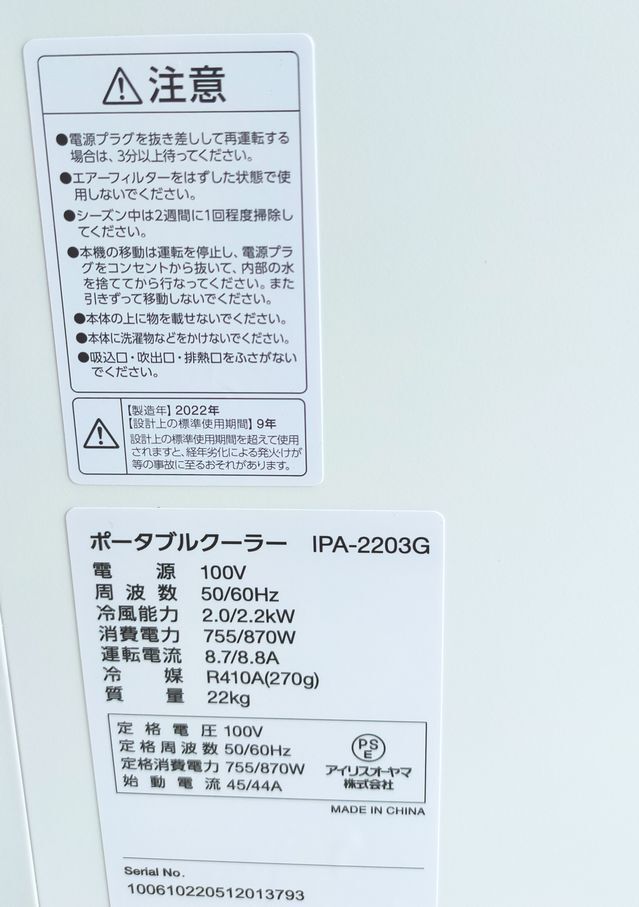 注意
●電源プラグを抜き差しして再運転する
場合は、3分以上待ってください。
●エアーフィルターをはずした状態で使
用しないでください。
●シーズン中は2週間に1回程度掃除し
てください。
●本機の移動は運転を停止し、電源プラ
グをコンセントから抜いて、内部の水
を捨ててから行なってください。また
引きずって移動しないでください。
●本体の上に物を載せないでください。
●本体に洗濯物などをかけないでください。
●吸込口・吹出口・排熱口をふさがない
でください。
【製造年】2022年
【設計上の標準使用期間】9年
設計上の標準使用期間を超えて使用
されますと、経年劣化による発火けが
等の事故に至るおそれがあります。
ポータブルクーラー IPA-2203G
電源 100V
周波数 50/60Hz
冷風能力 2.0/2.2kW
消費電力 755/870W
運転電流 8.7/8.8A
冷媒 R410A(270g)
質量 22kg
定格電圧 100V
定格周波数 50/60Hz
定格消費電力 755/870W
始動電流 45/44A
PS
E
アイリスオーヤマ
株式会社
MADE IN CHINA
Serial No.
100610220512013793